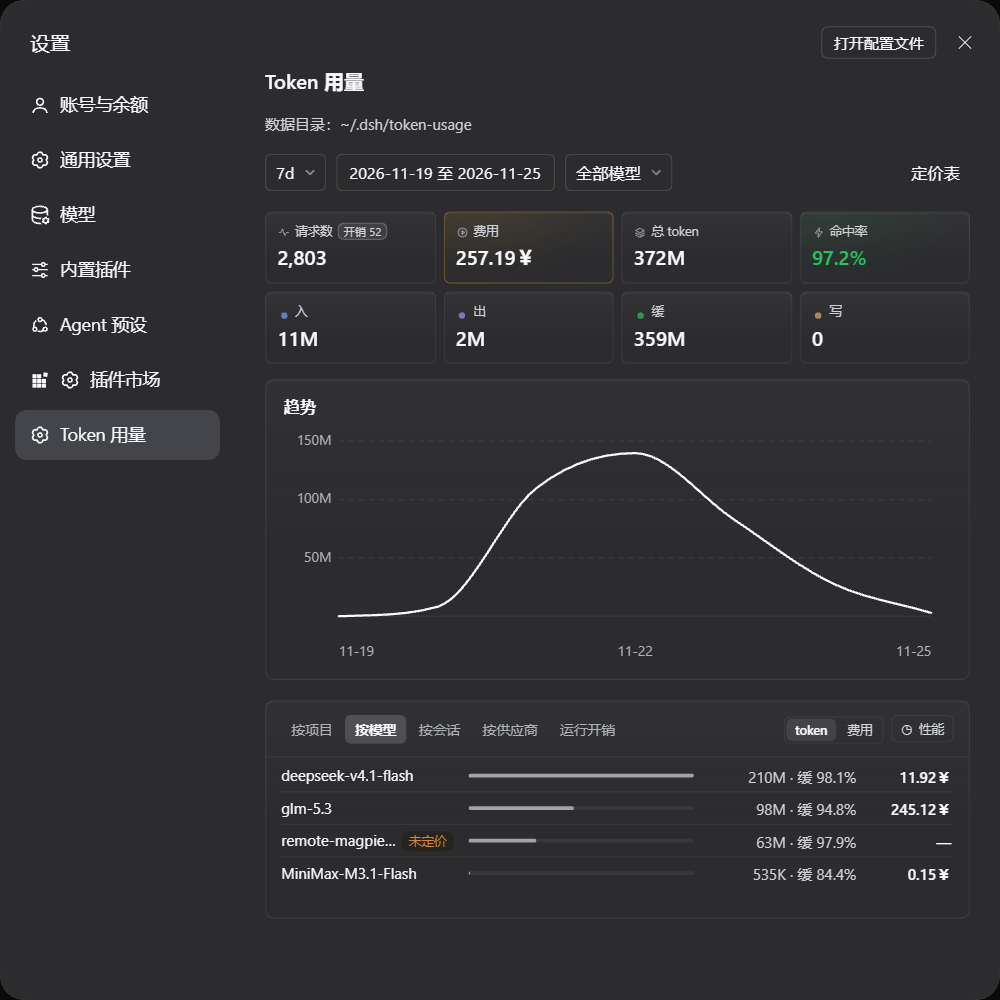 设置
打开配置文件
账号与余额
通用设置
模型
内置插件
Agent 预设
插件市场
Token 用量
Token 用量
数据目录：~/.dsh/token-usage
7d
2026-11-19 至 2026-11-25
全部模型
定价表
请求数 开销 52
2,803
费用
257.19 ¥
总 token
372M
命中率
97.2%
入
11M
出
2M
缓
359M
写
0
趋势
150M
100M
50M
11-19 11-22 11-25
按项目 按模型 按会话 按供应商 运行开销 token 费用 性能
deepseek-v4.1-flash 210M · 缓 98.1% 11.92 ¥
glm-5.3 98M · 缓 94.8% 245.12 ¥
remote-magpie... 未定价 63M · 缓 97.9% —
MiniMax-M3.1-Flash 535K · 缓 84.4% 0.15 ¥